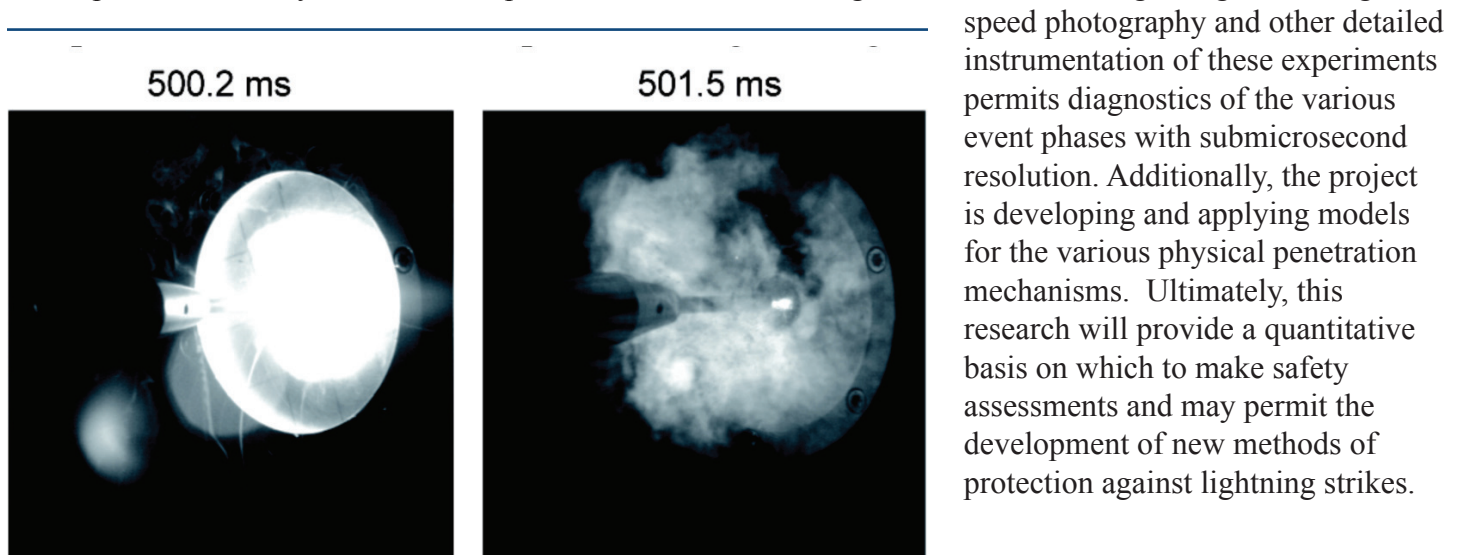 500.2 ms
501.5 ms
speed photography and other detailed
instrumentation of these experiments
permits diagnostics of the various
event phases with submicrosecond
resolution. Additionally, the project
is developing and applying models
for the various physical penetration
mechanisms.  Ultimately, this
research will provide a quantitative
basis on which to make safety
assessments and may permit the
development of new methods of
protection against lightning strikes.